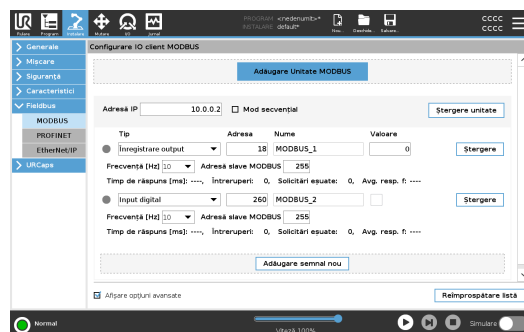 PROGRAM <nedenumit>*
INSTALARE default*
CCCC
CCCC
Rulare Program Instalare Mutare I/O Jurnal Nou... Deschide... Salvare...
Generale
Configurare IO client MODBUS
Mișcare
Siguranță
Caracteristici
Fieldbus
MODBUS
PROFINET
EtherNet/IP
URCaps
Adăugare Unitate MODBUS
Adresă IP 10.0.0.2 Mod secvențial Ștergere unitate
Tip Adresa Nume Valoare
Înregistrare output 18 MODBUS_1 0 Ștergere
Frecvență [Hz] 10 Adresă slave MODBUS 255
Timp de răspuns [ms]: ----, Întreruperi: 0, Solicitări eșuate: 0, Avg. resp. f: ----
Input digital 260 MODBUS_2 Ștergere
Frecvență [Hz] 10 Adresă slave MODBUS 255
Timp de răspuns [ms]: ----, Întreruperi: 0, Solicitări eșuate: 0, Avg. resp. f: ----
Adăugare semnal nou
Afișare opțiuni avansate Reîmprospătare listă
Normal Viteză 100% Simulare